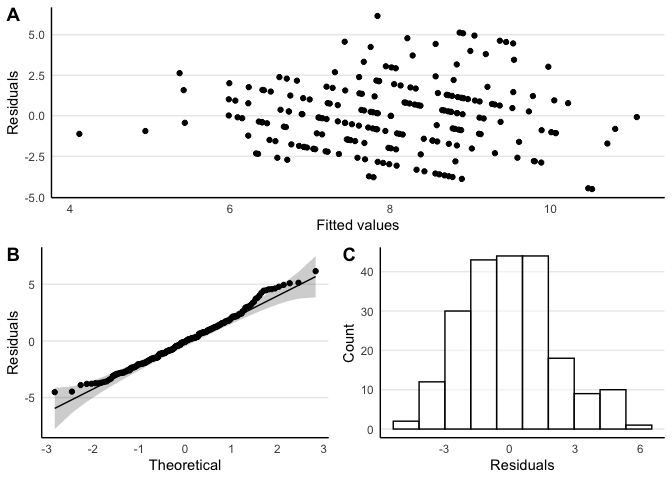 A
Residuals
5.0
2.5
0.0
-2.5
-5.0
4 6 8 10
Fitted values
B
Residuals
5
0
-5
-3 -2 -1 0 1 2 3
Theoretical
C
Count
40
30
20
10
0
-3 0 3 6
Residuals